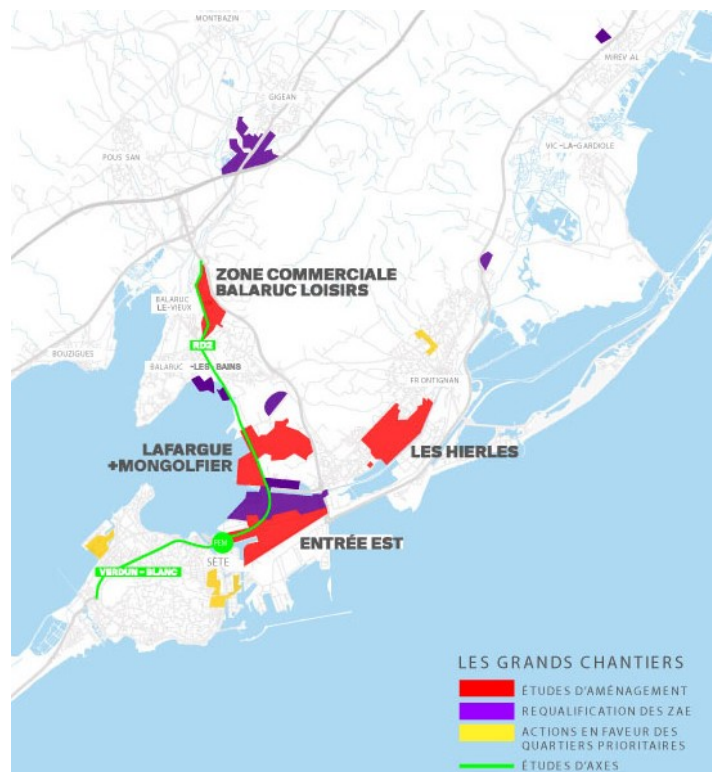 MONTBAZIN
MIREVAL
GIGEAN
POUSSAN
VIC-LA-GARDIOLE
ZONE COMMERCIALE
BALARUC LOISIRS
BALARUC
LE-VIEUX
RD2
BOUZIGUES
BALARUC -LES-BAINS
FRONTIGNAN
LAFARGUE
+MONGOLFIER
LES HIERLES
ENTRÉE EST
PEM
SÈTE
VERDUN - BLANC
LES GRANDS CHANTIERS
ÉTUDES D'AMÉNAGEMENT
REQUALIFICATION DES ZAE
ACTIONS EN FAVEUR DES
QUARTIERS PRIORITAIRES
ÉTUDES D'AXES